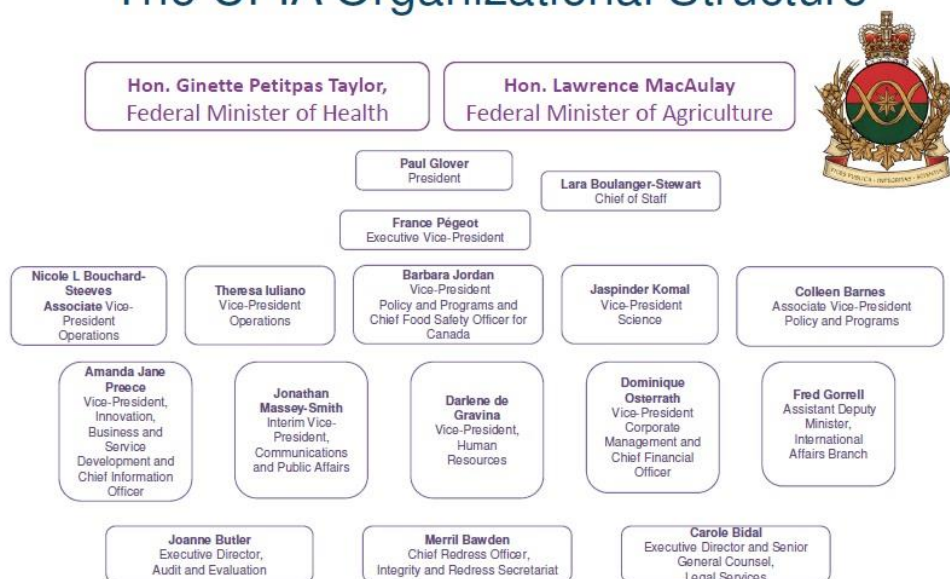 The CFIA Organizational Structure
Hon. Ginette Petitpas Taylor,
Federal Minister of Health
Hon. Lawrence MacAulay
Federal Minister of Agriculture
Paul Glover
President
Lara Boulanger-Stewart
Chief of Staff
France Pégeot
Executive Vice-President
Nicole L Bouchard-
Steeves
Associate Vice-
President
Operations
Theresa Iuliano
Vice-President
Operations
Barbara Jordan
Vice-President
Policy and Programs and
Chief Food Safety Officer for
Canada
Jaspinder Komal
Vice-President
Science
Colleen Barnes
Associate Vice-President
Policy and Programs
Amanda Jane
Preece
Vice-President,
Innovation,
Business and
Service
Development and
Chief Information
Officer
Jonathan
Massey-Smith
Interim Vice-
President,
Communications
and Public Affairs
Darlene de
Gravina
Vice-President,
Human
Resources
Dominique
Osterrath
Vice-President
Corporate
Management and
Chief Financial
Officer
Fred Gorrell
Assistant Deputy
Minister,
International
Affairs Branch
Joanne Butler
Executive Director,
Audit and Evaluation
Merril Bawden
Chief Redress Officer,
Integrity and Redress Secretariat
Carole Bidal
Executive Director and Senior
General Counsel,
Legal Services